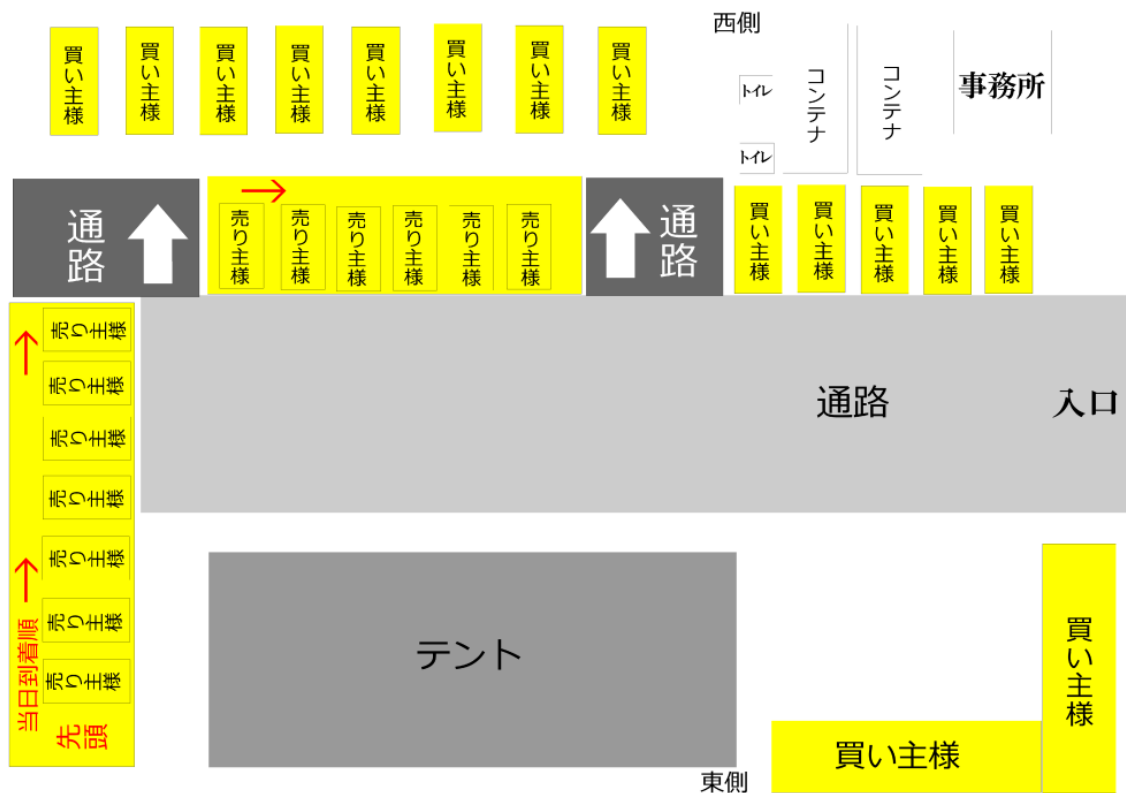 西側
買い主様
買い主様
買い主様
買い主様
買い主様
買い主様
買い主様
買い主様
トイレ
トイレ
コンテナ
コンテナ
事務所
通路
売り主様
売り主様
売り主様
売り主様
売り主様
売り主様
通路
買い主様
買い主様
買い主様
買い主様
買い主様
売り主様
売り主様
売り主様
売り主様
売り主様
売り主様
売り主様
当日到着順
先頭
通路
入口
テント
買い主様
買い主様
東側